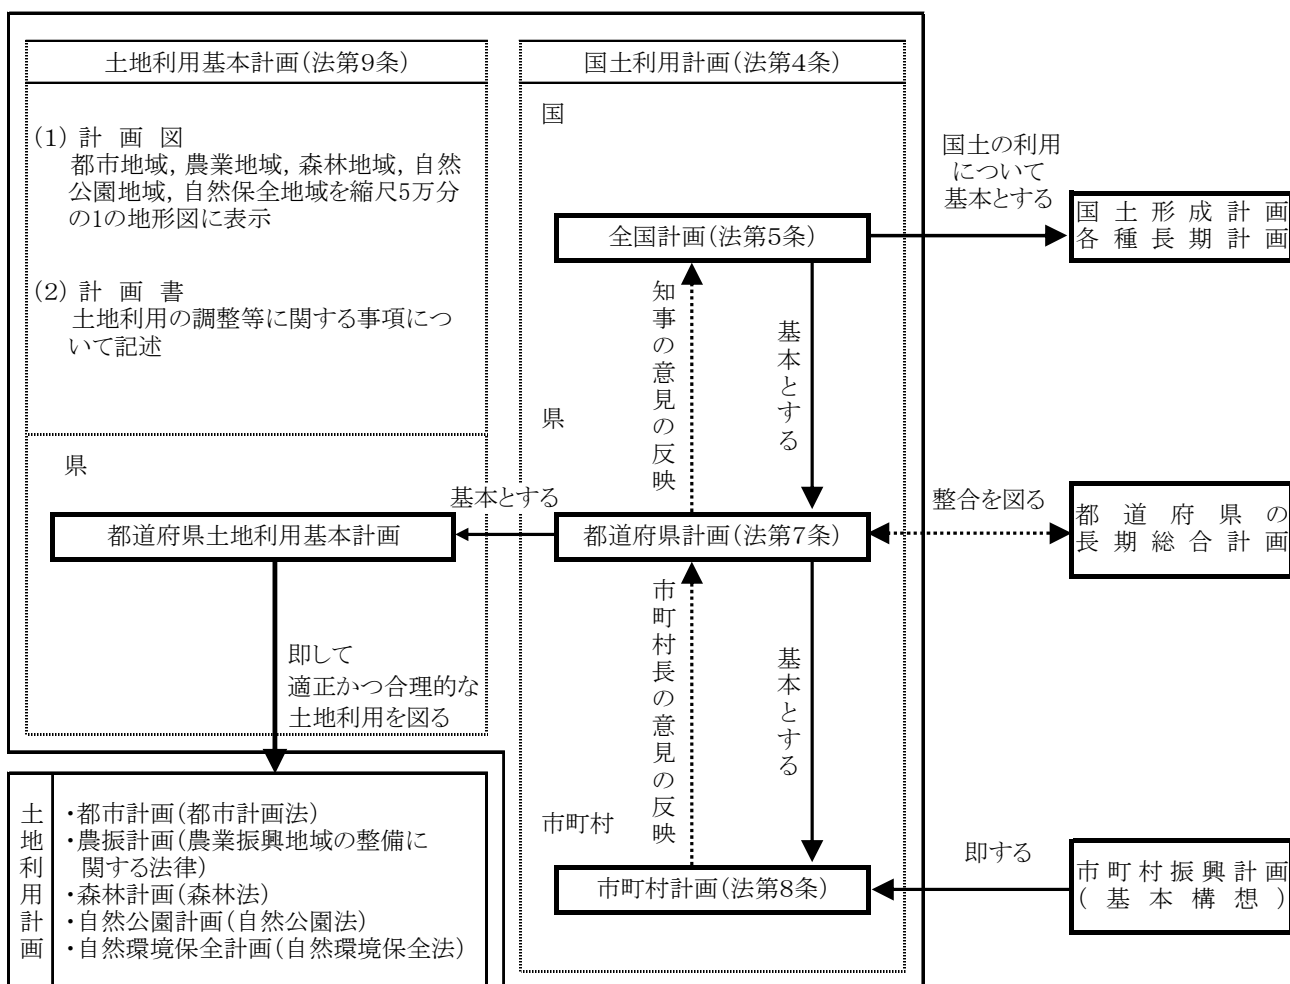 土地利用基本計画(法第9条)
(1) 計画図
都市地域, 農業地域, 森林地域, 自然
公園地域, 自然保全地域を縮尺5万分
の1の地形図に表示
(2) 計画書
土地利用の調整等に関する事項につ
いて記述
県
都道府県土地利用基本計画
即して
適正かつ合理的な
土地利用を図る
土地利用計画
・都市計画(都市計画法)
・農振計画(農業振興地域の整備に
関する法律)
・森林計画(森林法)
・自然公園計画(自然公園法)
・自然環境保全計画(自然環境保全法)
基本とする
国土利用計画(法第4条)
国
全国計画(法第5条)
知事の意見の反映
基本とする
県
都道府県計画(法第7条)
市町村長の意見の反映
基本とする
市町村
市町村計画(法第8条)
国土の利用
について
基本とする
国土形成計画
各種長期計画
整合を図る
都道府県の
長期総合計画
即する
市町村振興計画
(基本構想)